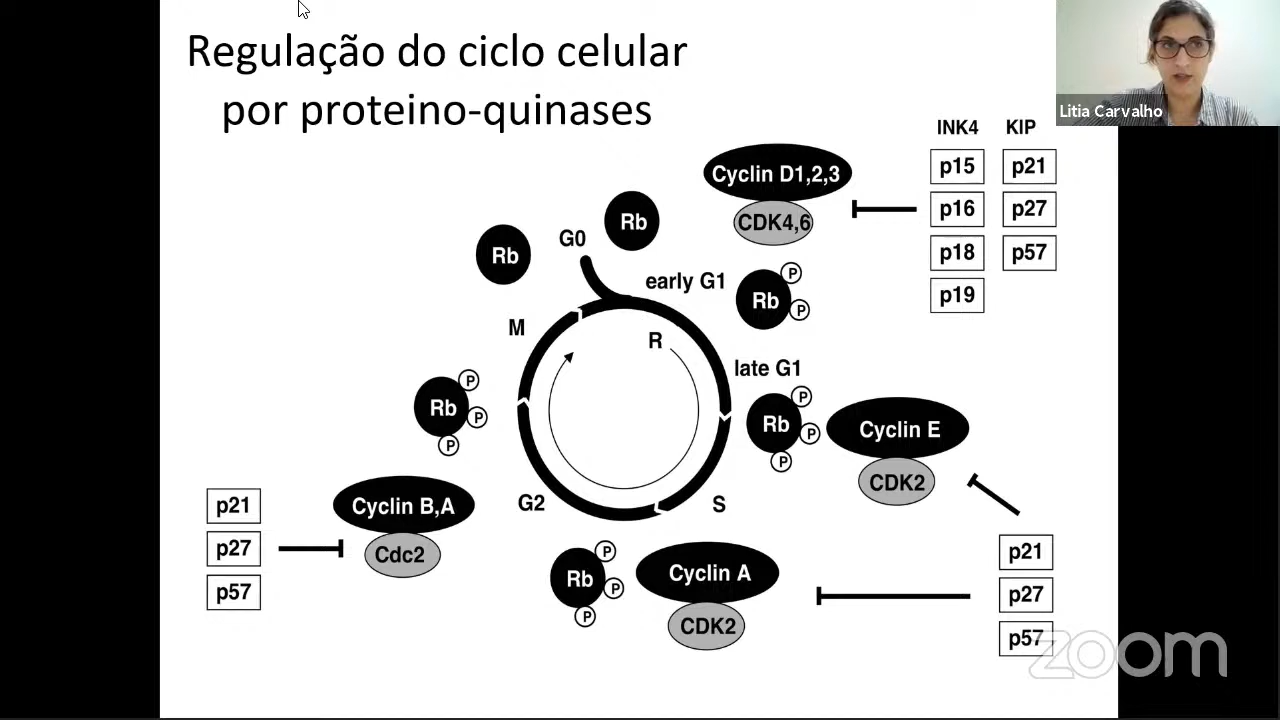 Regulação do ciclo celular
por proteino-quinases
Litia Carvalho
INK4 KIP
p15 p21
p16 p27
p18 p57
p19
Cyclin D1,2,3
CDK4,6
Rb
G0
Rb
early G1
Rb
P
P
M
R
late G1
Rb
P
P
P
Rb
P
P
P
Cyclin E
CDK2
G2
S
Cyclin B,A
Cdc2
p21
p27
p57
Rb
P
P
P
Cyclin A
CDK2
p21
p27
p57
zoom